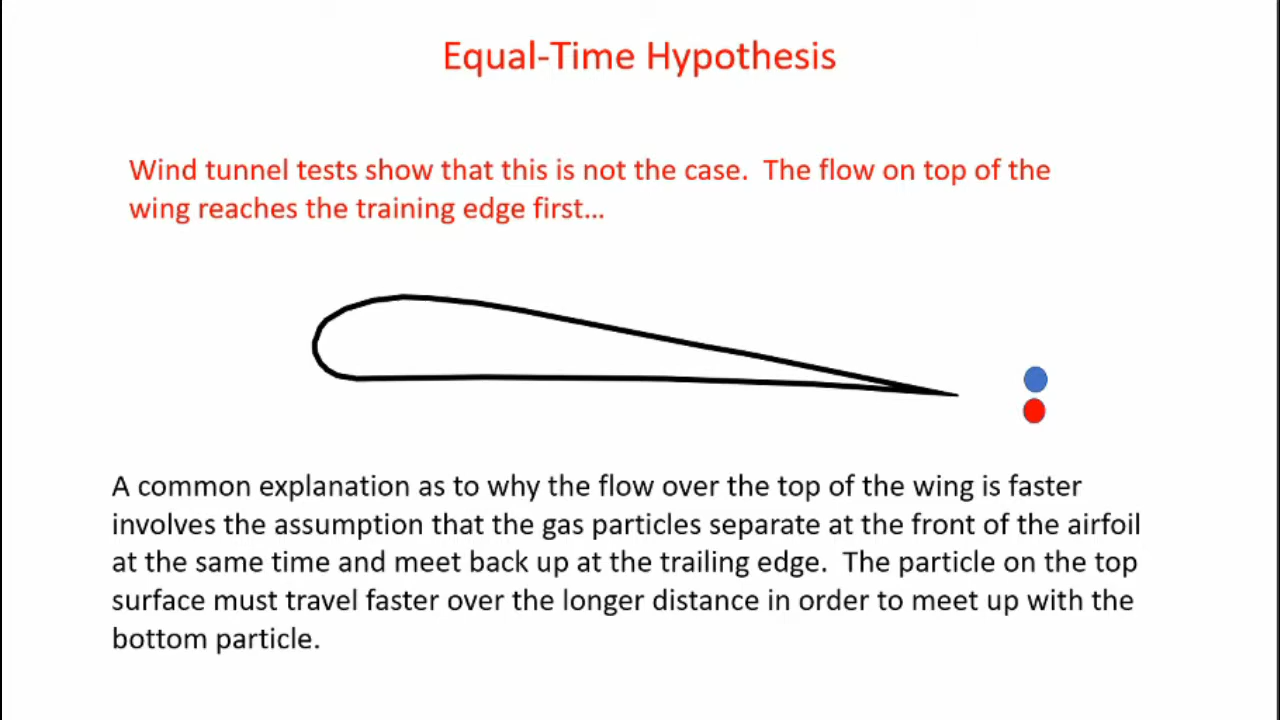 Equal-Time Hypothesis
Wind tunnel tests show that this is not the case.  The flow on top of the
wing reaches the training edge first...
A common explanation as to why the flow over the top of the wing is faster
involves the assumption that the gas particles separate at the front of the airfoil
at the same time and meet back up at the trailing edge.  The particle on the top
surface must travel faster over the longer distance in order to meet up with the
bottom particle.